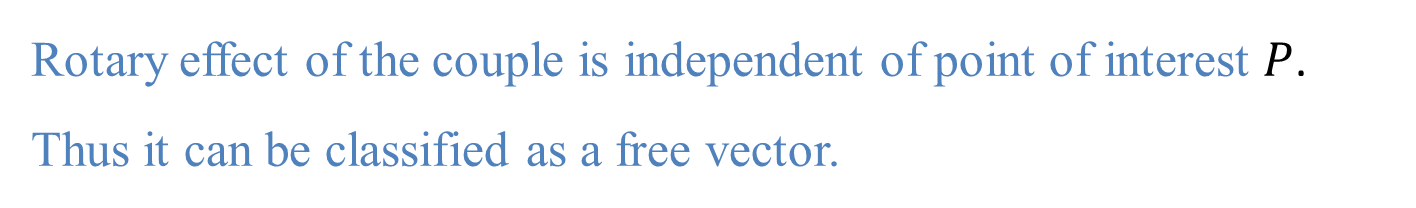 Rotary effect of the couple is independent of point of interest P.
Thus it can be classified as a free vector.